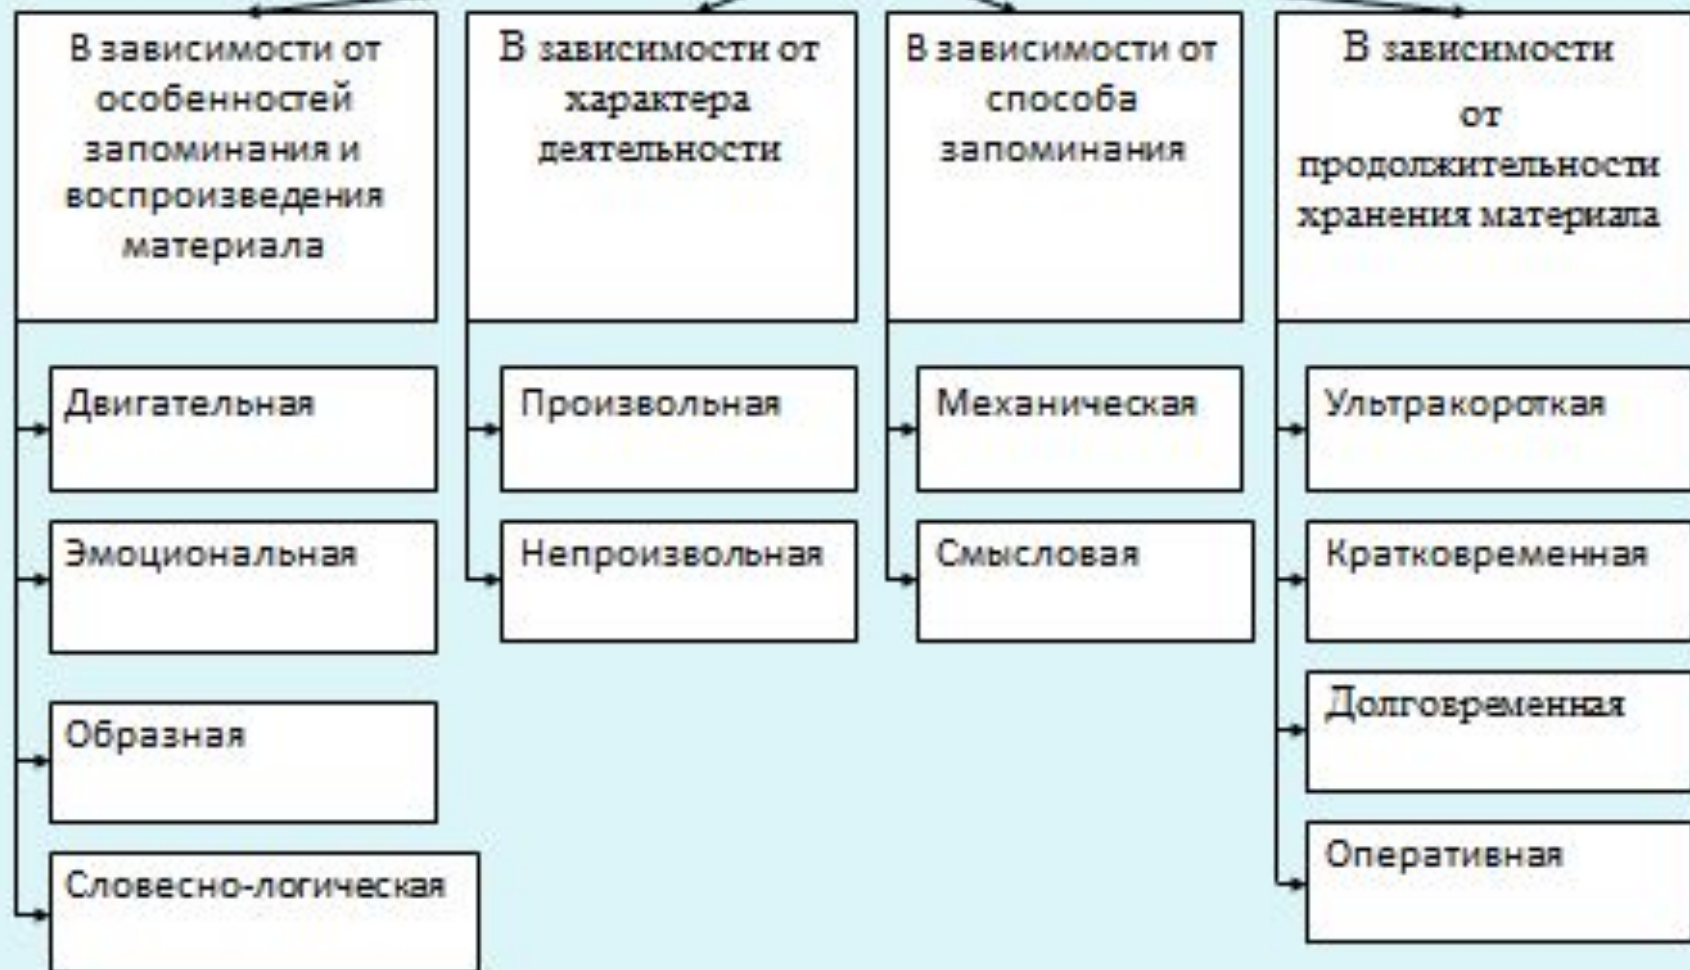 В зависимости от
особенностей
запоминания и
воспроизведения
материала
Двигательная
Эмоциональная
Образная
Словесно-логическая
В зависимости от
характера
деятельности
Произвольная
Непроизвольная
В зависимости от
способа
запоминания
Механическая
Смысловая
В зависимости
от
продолжительности
хранения материала
Ультракороткая
Кратковременная
Долговременная
Оперативная